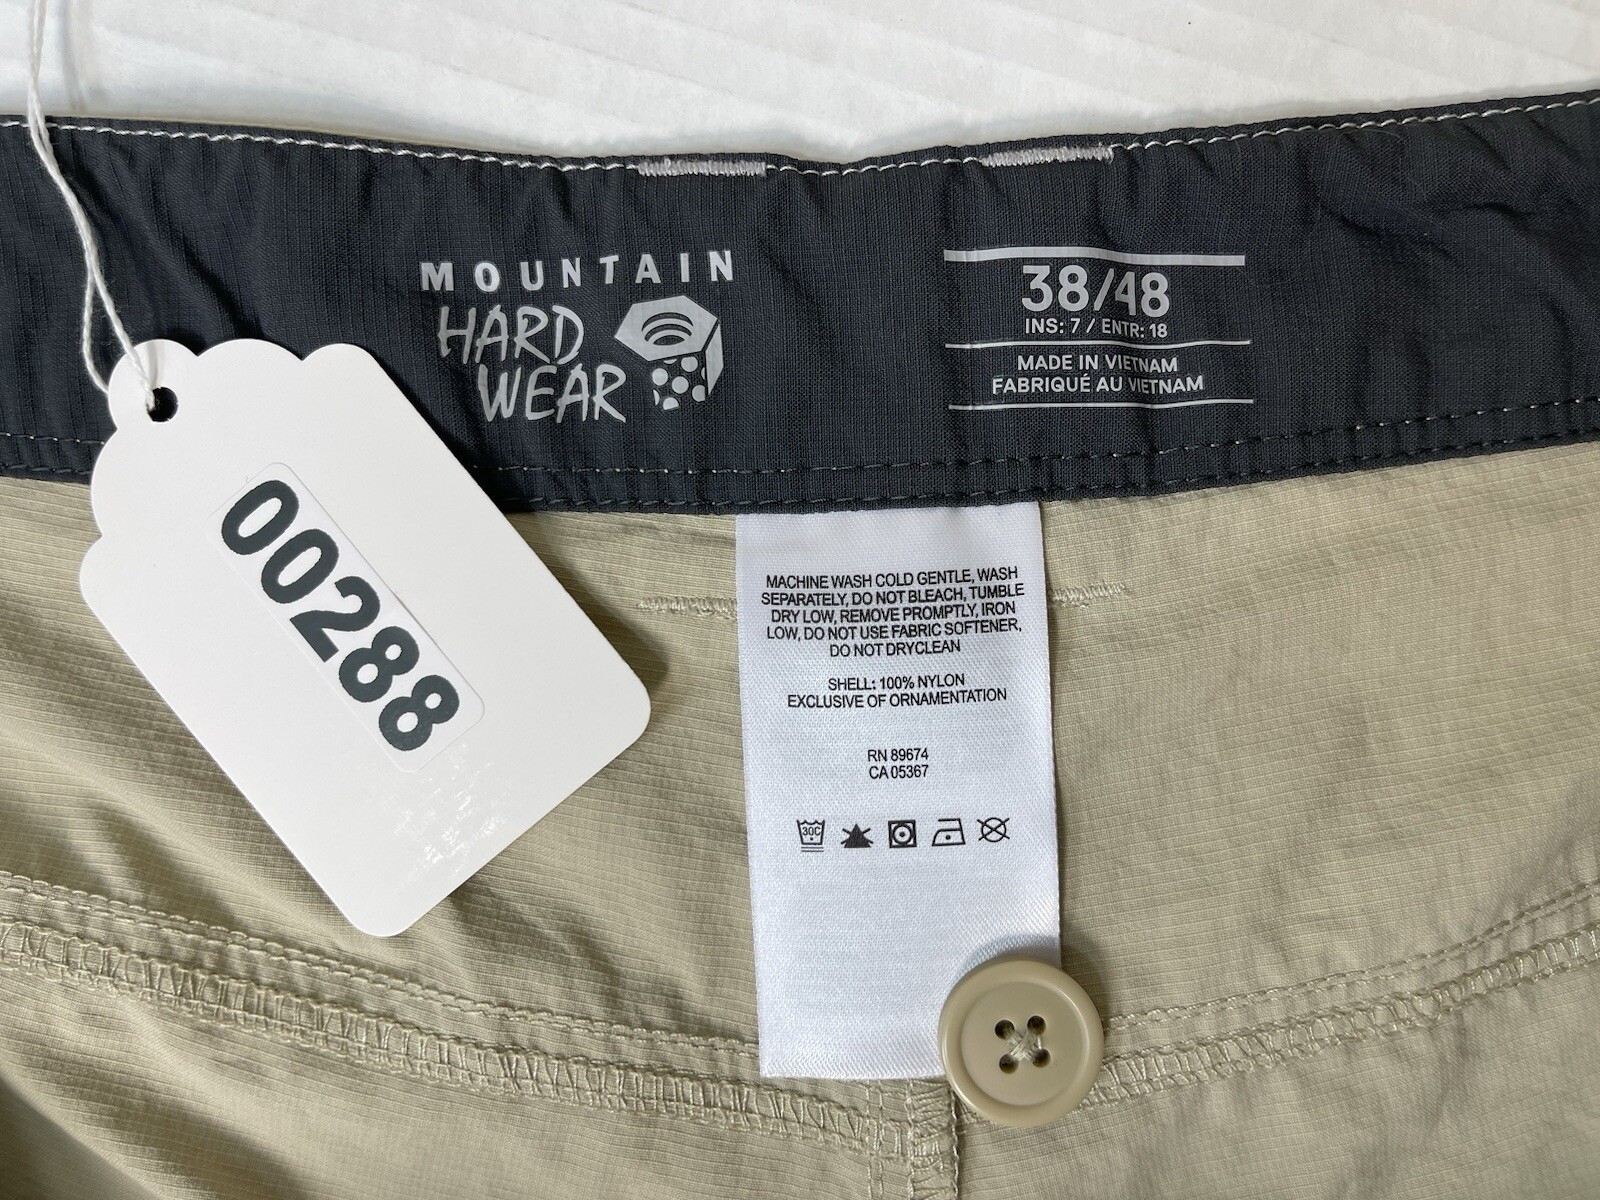 MOUNTAIN
HARD
WEAR
38/48
INS: 7 / ENTR: 18
MADE IN VIETNAM
FABRIQUÉ AU VIETNAM
00288
MACHINE WASH COLD GENTLE, WASH
SEPARATELY, DO NOT BLEACH, TUMBLE
DRY LOW, REMOVE PROMPTLY, IRON
LOW, DO NOT USE FABRIC SOFTENER,
DO NOT DRYCLEAN
SHELL: 100% NYLON
EXCLUSIVE OF ORNAMENTATION
RN 89674
CA 05367
30C